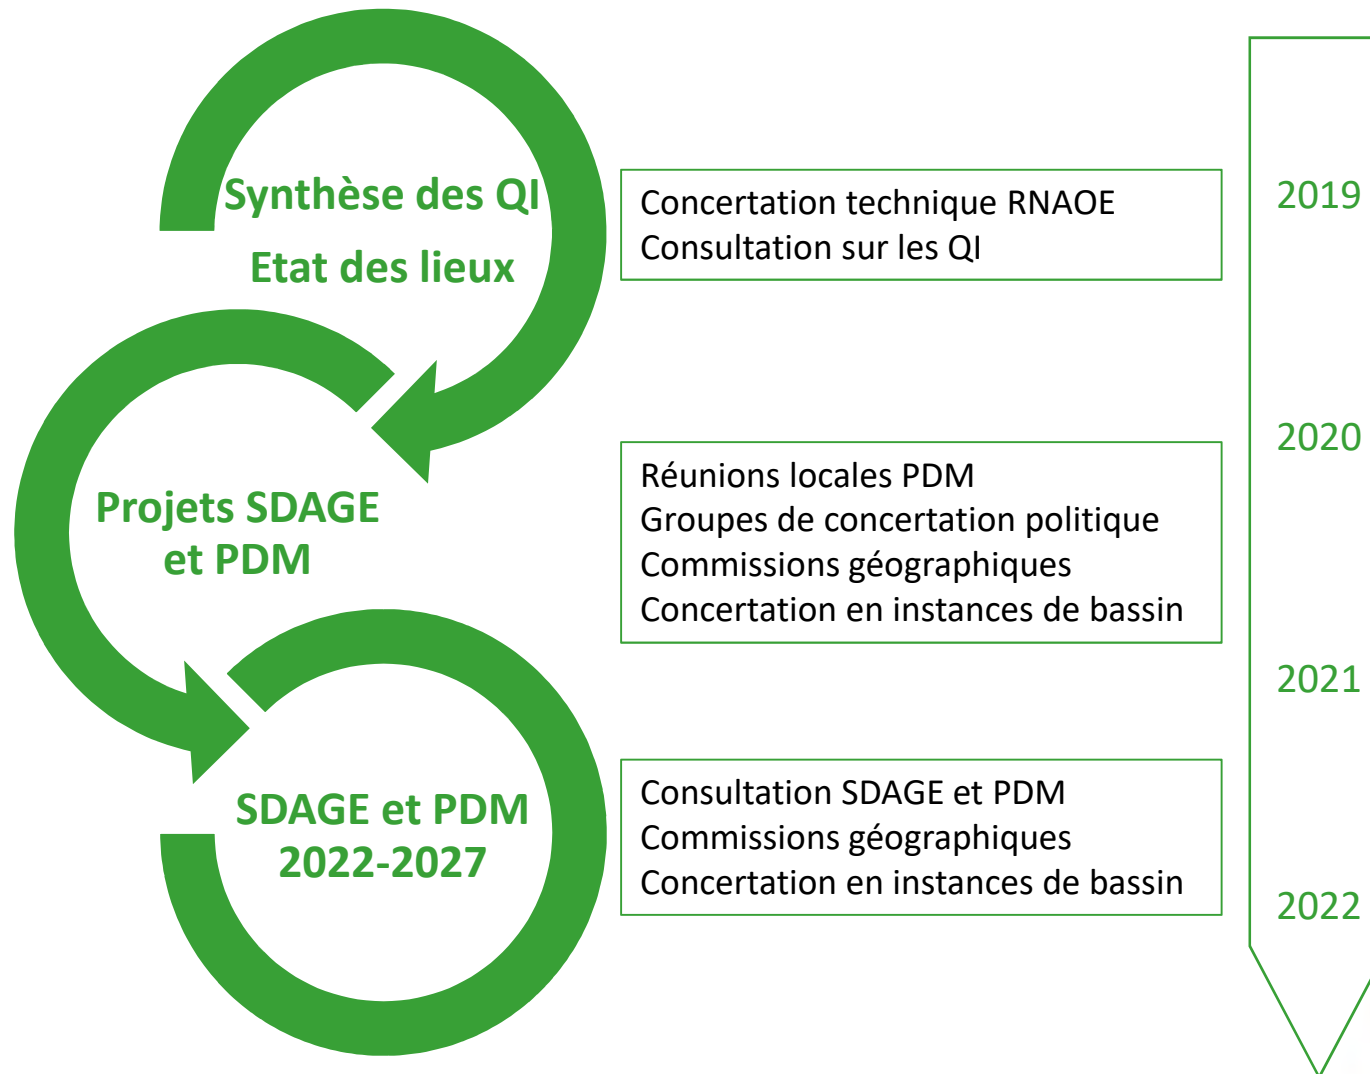 Synthèse des QI
Etat des lieux
Concertation technique RNAOE
Consultation sur les QI
2019
Projets SDAGE
et PDM
Réunions locales PDM
Groupes de concertation politique
Commissions géographiques
Concertation en instances de bassin
2020
2021
SDAGE et PDM
2022-2027
Consultation SDAGE et PDM
Commissions géographiques
Concertation en instances de bassin
2022